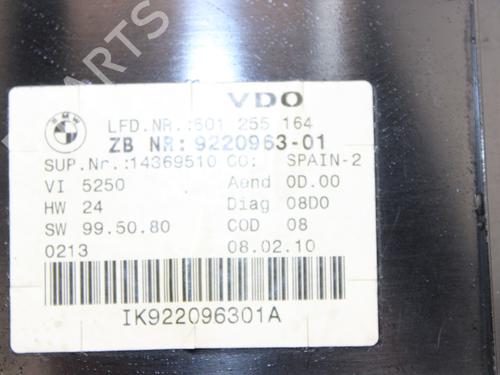 BMW
VDO
LFD.NR.:601 255 164
ZB NR: 9220963-01
SUP.Nr.:14369510 CO: SPAIN-2
VI 5250 Aend 0D.00
HW 24 Diag 08D0
SW 99.50.80 COD 08
0213 08.02.10
IK922096301A